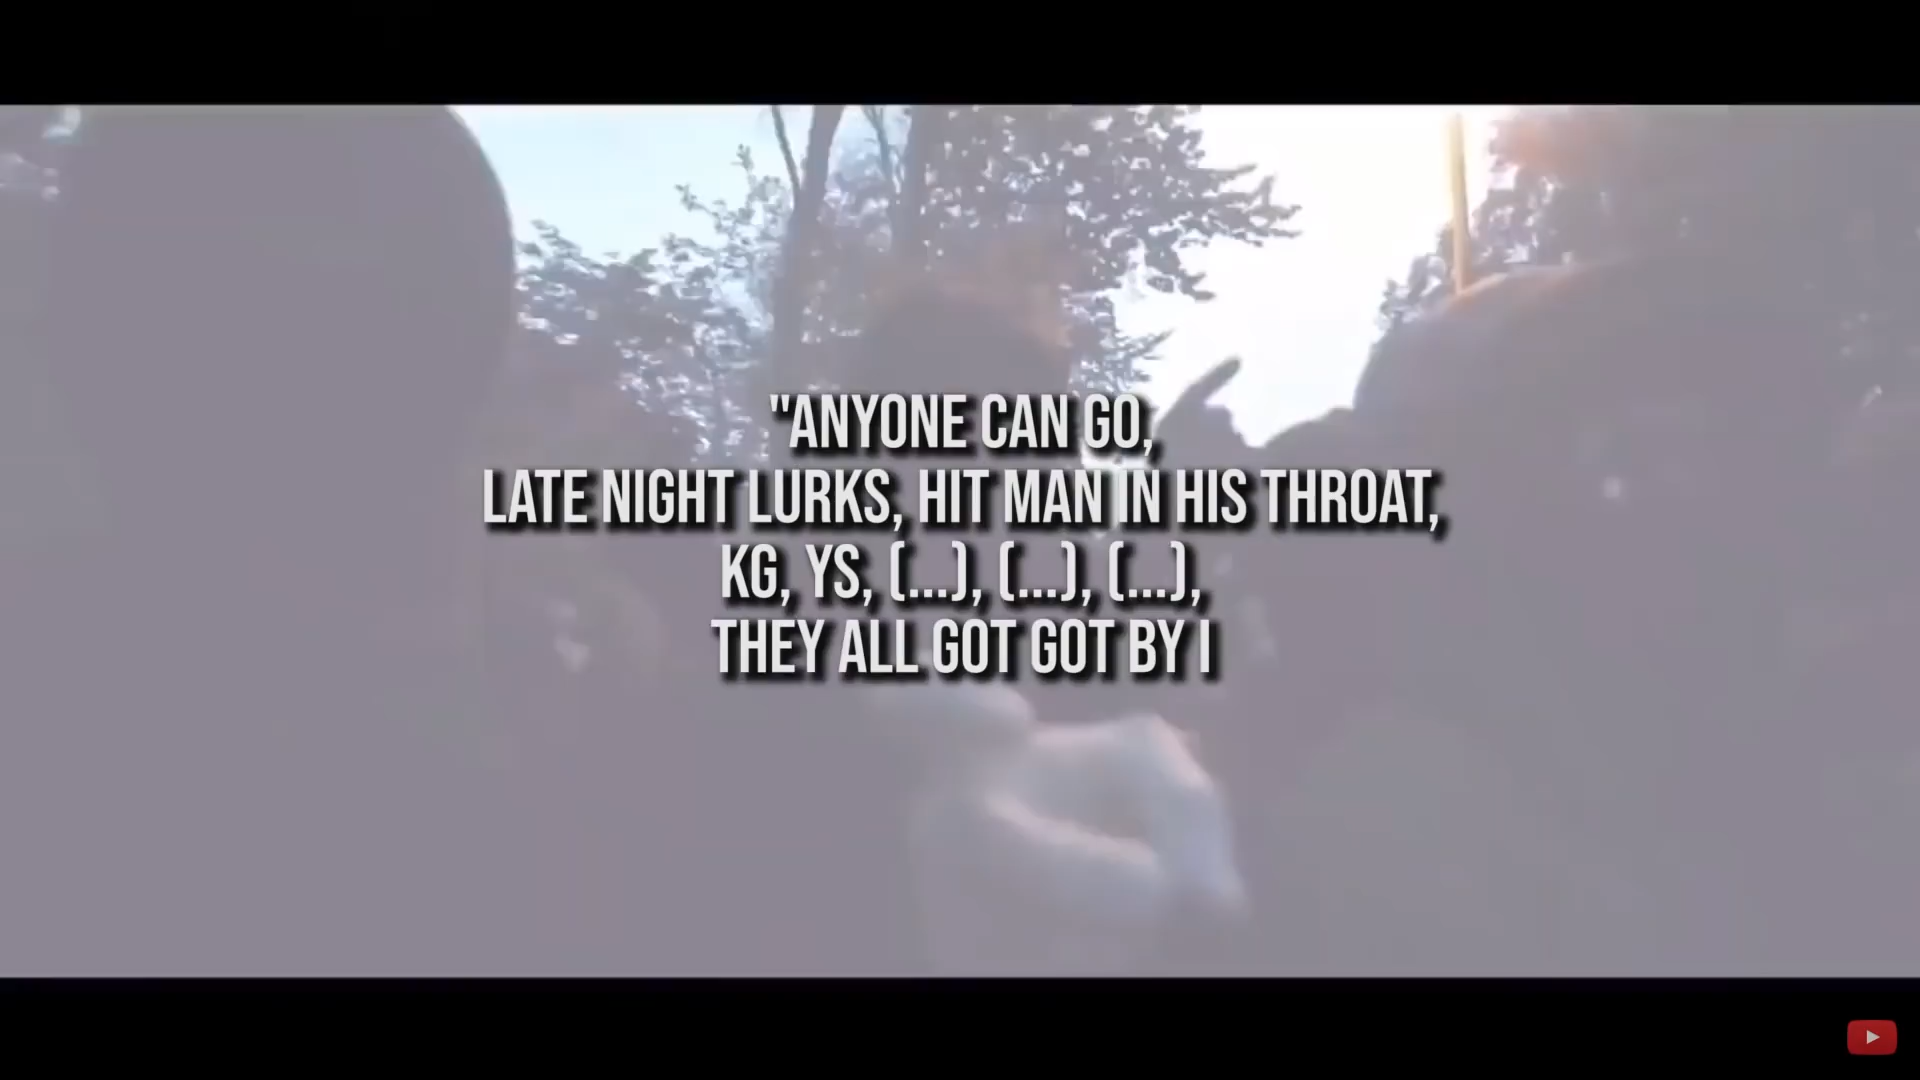 "ANYONE CAN GO,
LATE NIGHT LURKS, HIT MAN IN HIS THROAT,
KG, YS, (...), (...), (...),
THEY ALL GOT GOT BY I